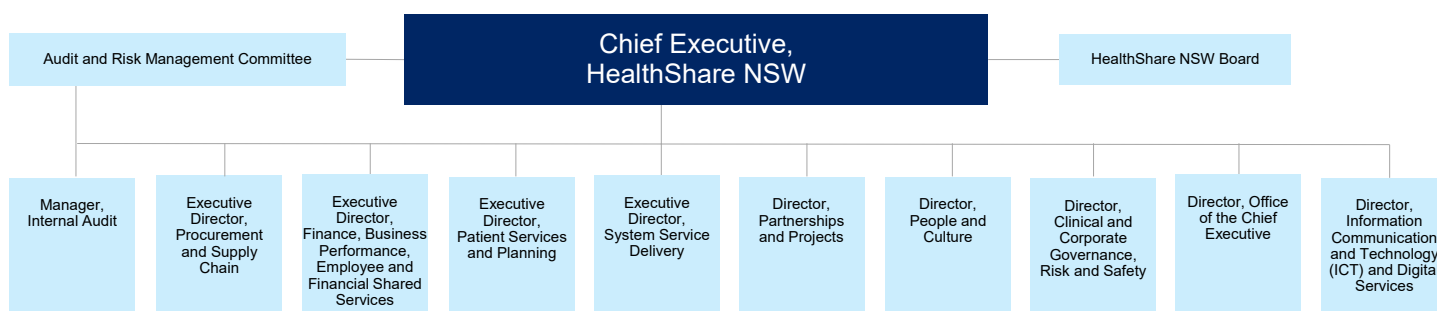 Chief Executive,
HealthShare NSW
Audit and Risk Management Committee
HealthShare NSW Board
Manager,
Internal Audit
Executive
Director,
Procurement
and Supply
Chain
Executive
Director,
Finance, Business
Performance,
Employee and
Financial Shared
Services
Executive
Director,
Patient Services
and Planning
Executive
Director,
System Service
Delivery
Director,
Partnerships
and Projects
Director,
People and
Culture
Director,
Clinical and
Corporate
Governance,
Risk and Safety
Director, Office
of the Chief
Executive
Director,
Information
Communication
and Technology
(ICT) and Digital
Services